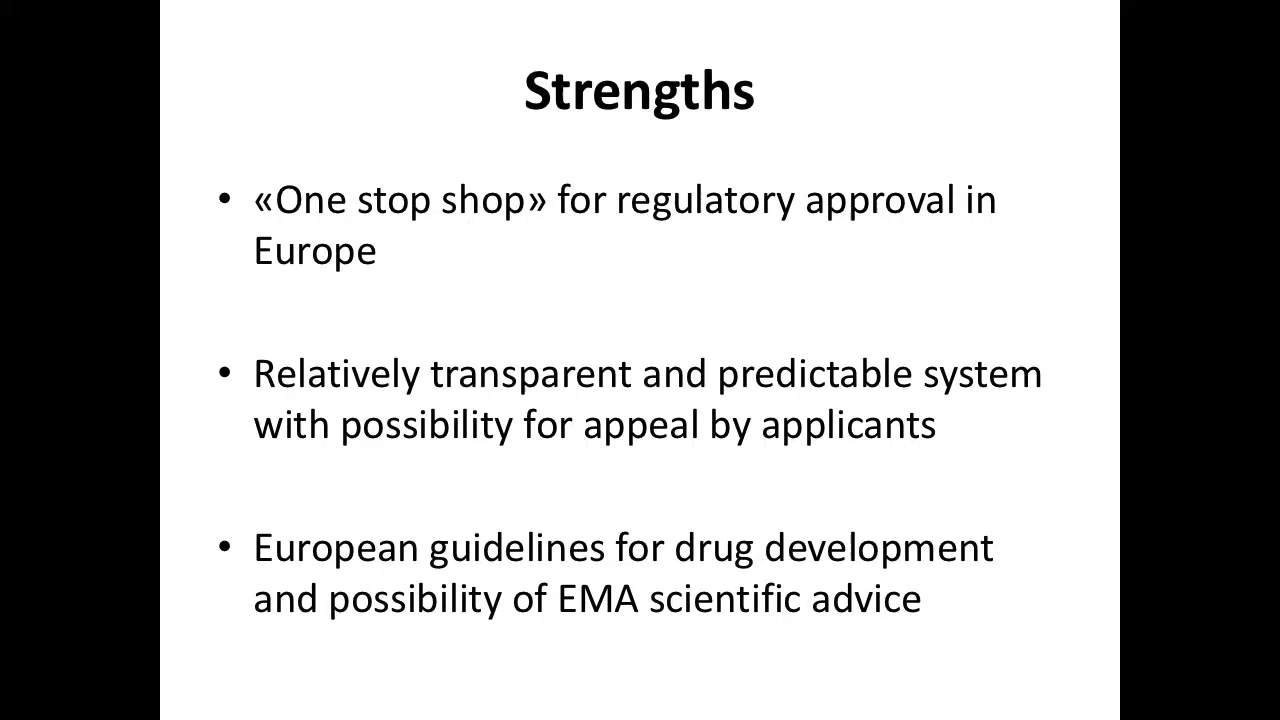 Strengths
• «One stop shop» for regulatory approval in
Europe
• Relatively transparent and predictable system
with possibility for appeal by applicants
• European guidelines for drug development
and possibility of EMA scientific advice